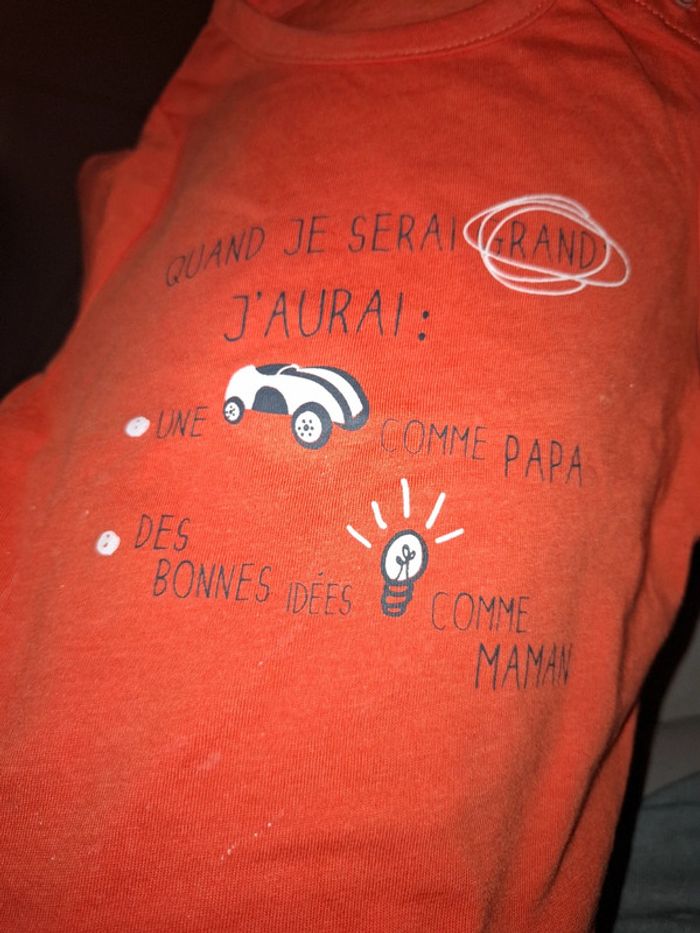 QUAND JE SERAI GRAND
J'AURAI :
UNE COMME PAPA
DES
BONNES IDÉES COMME
MAMAN